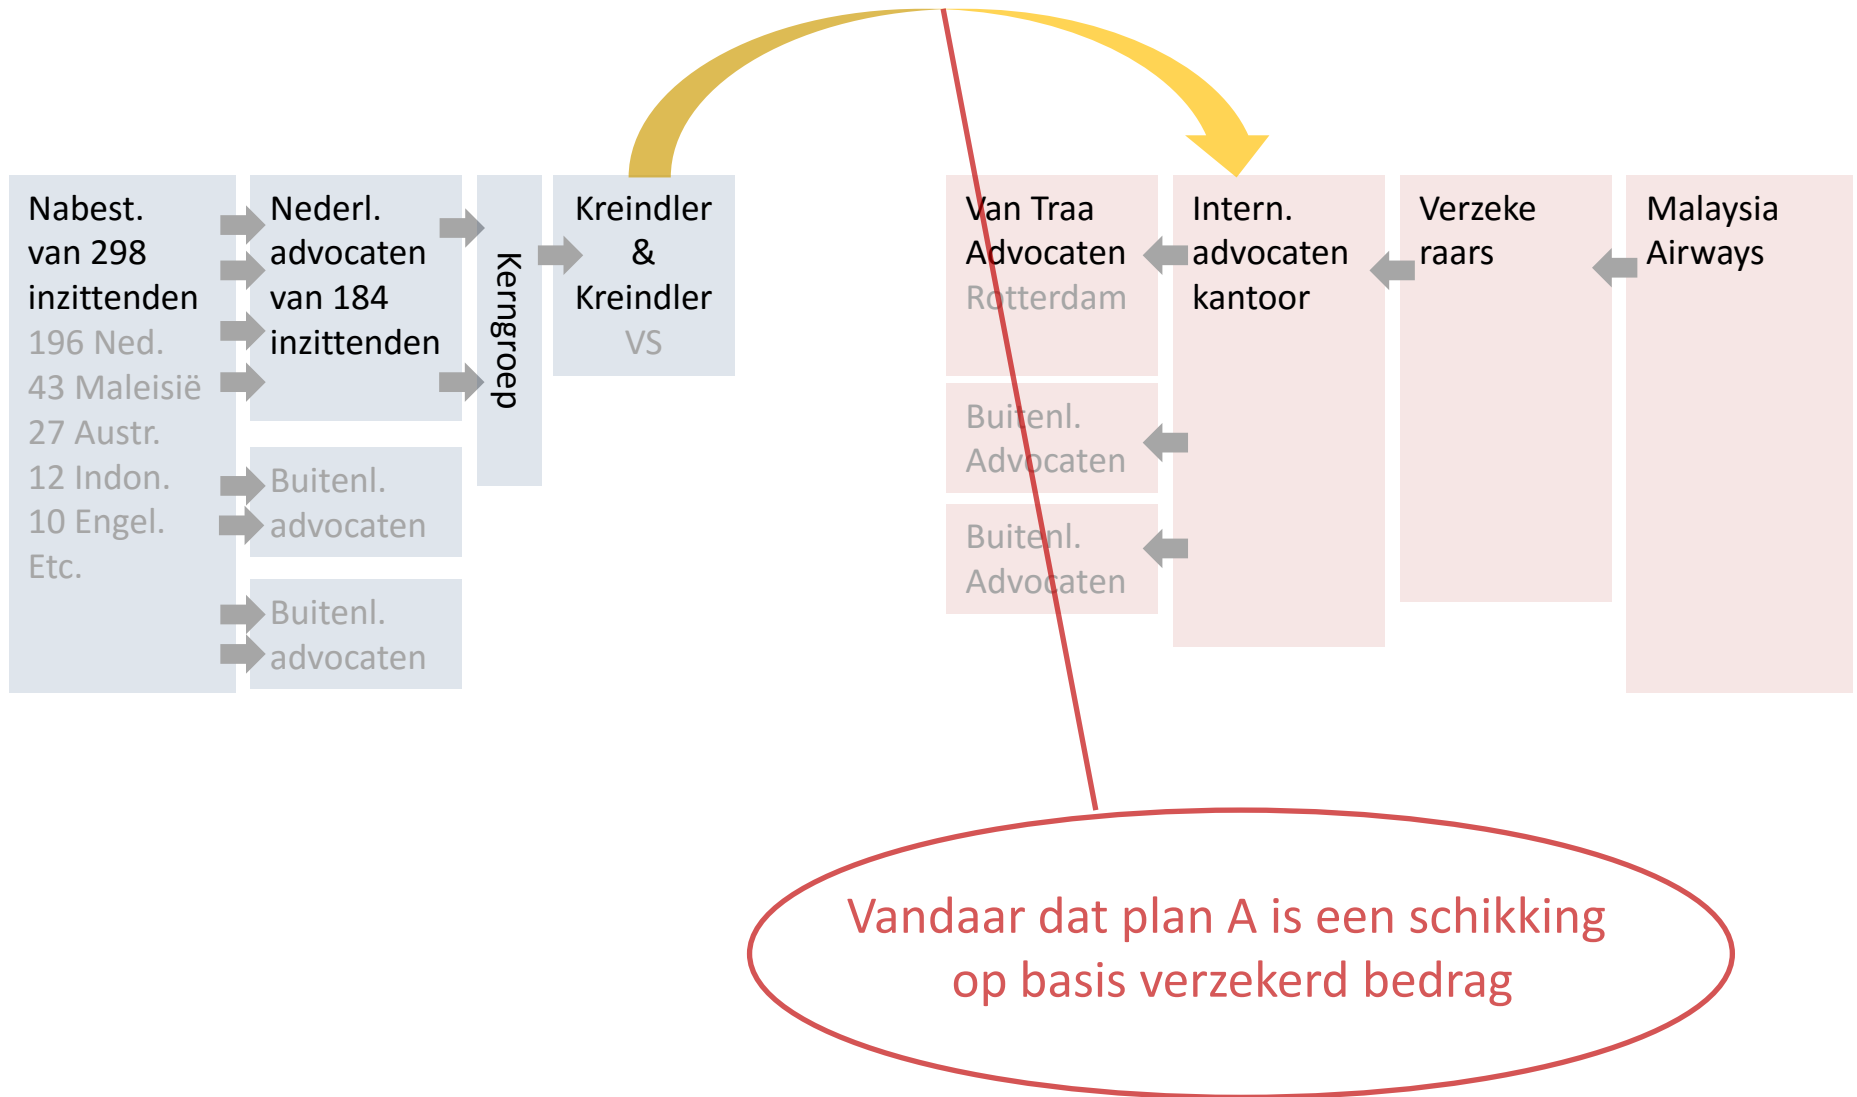 Nabest.
van 298
inzittenden
196 Ned.
43 Maleisië
27 Austr.
12 Indon.
10 Engel.
Etc.
Nederl.
advocaten
van 184
inzittenden
Buitenl.
advocaten
Buitenl.
advocaten
Kerngroep
Kreindler
&
Kreindler
VS
Van Traa
Advocaten
Rotterdam
Buitenl.
Advocaten
Buitenl.
Advocaten
Intern.
advocaten
kantoor
Verzeke
raars
Malaysia
Airways
Vandaar dat plan A is een schikking
op basis verzekerd bedrag